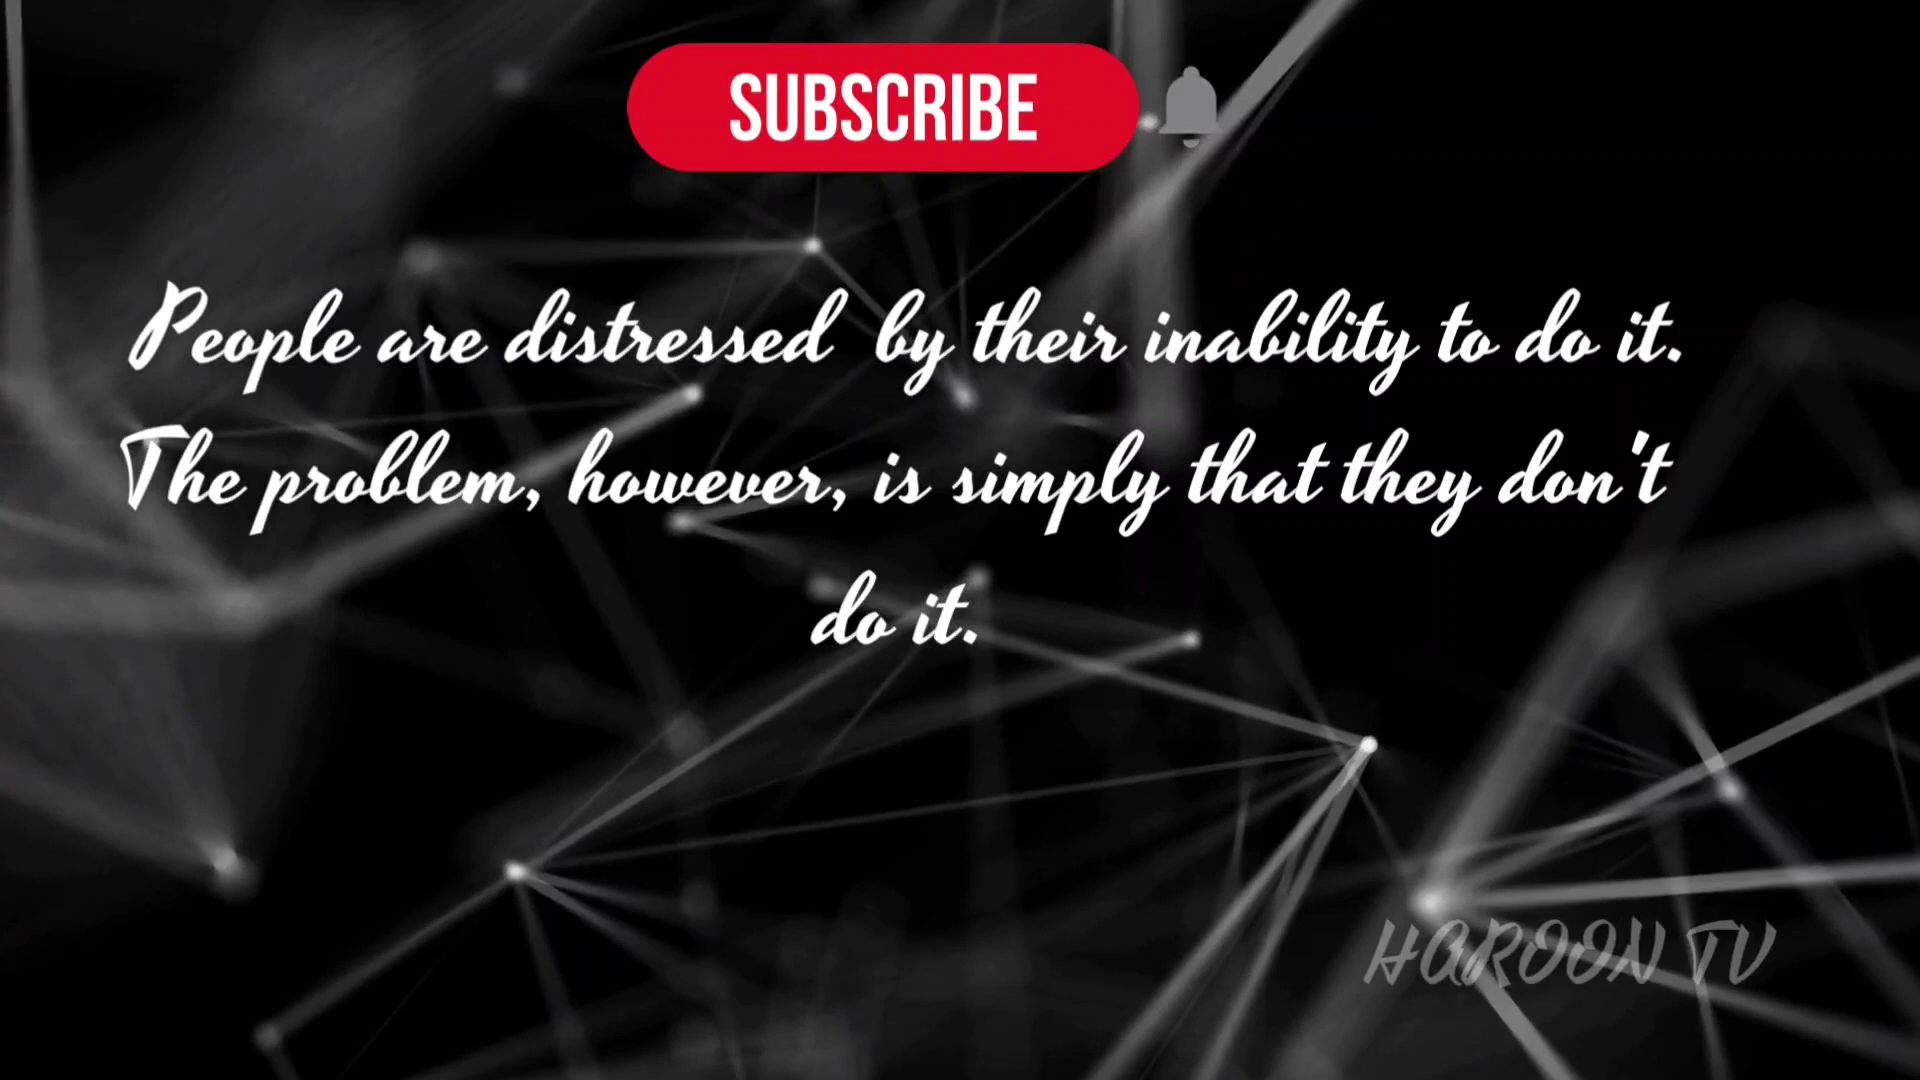 SUBSCRIBE
People are distressed by their inability to do it.
The problem, however, is simply that they don't
do it.
HAROON TV